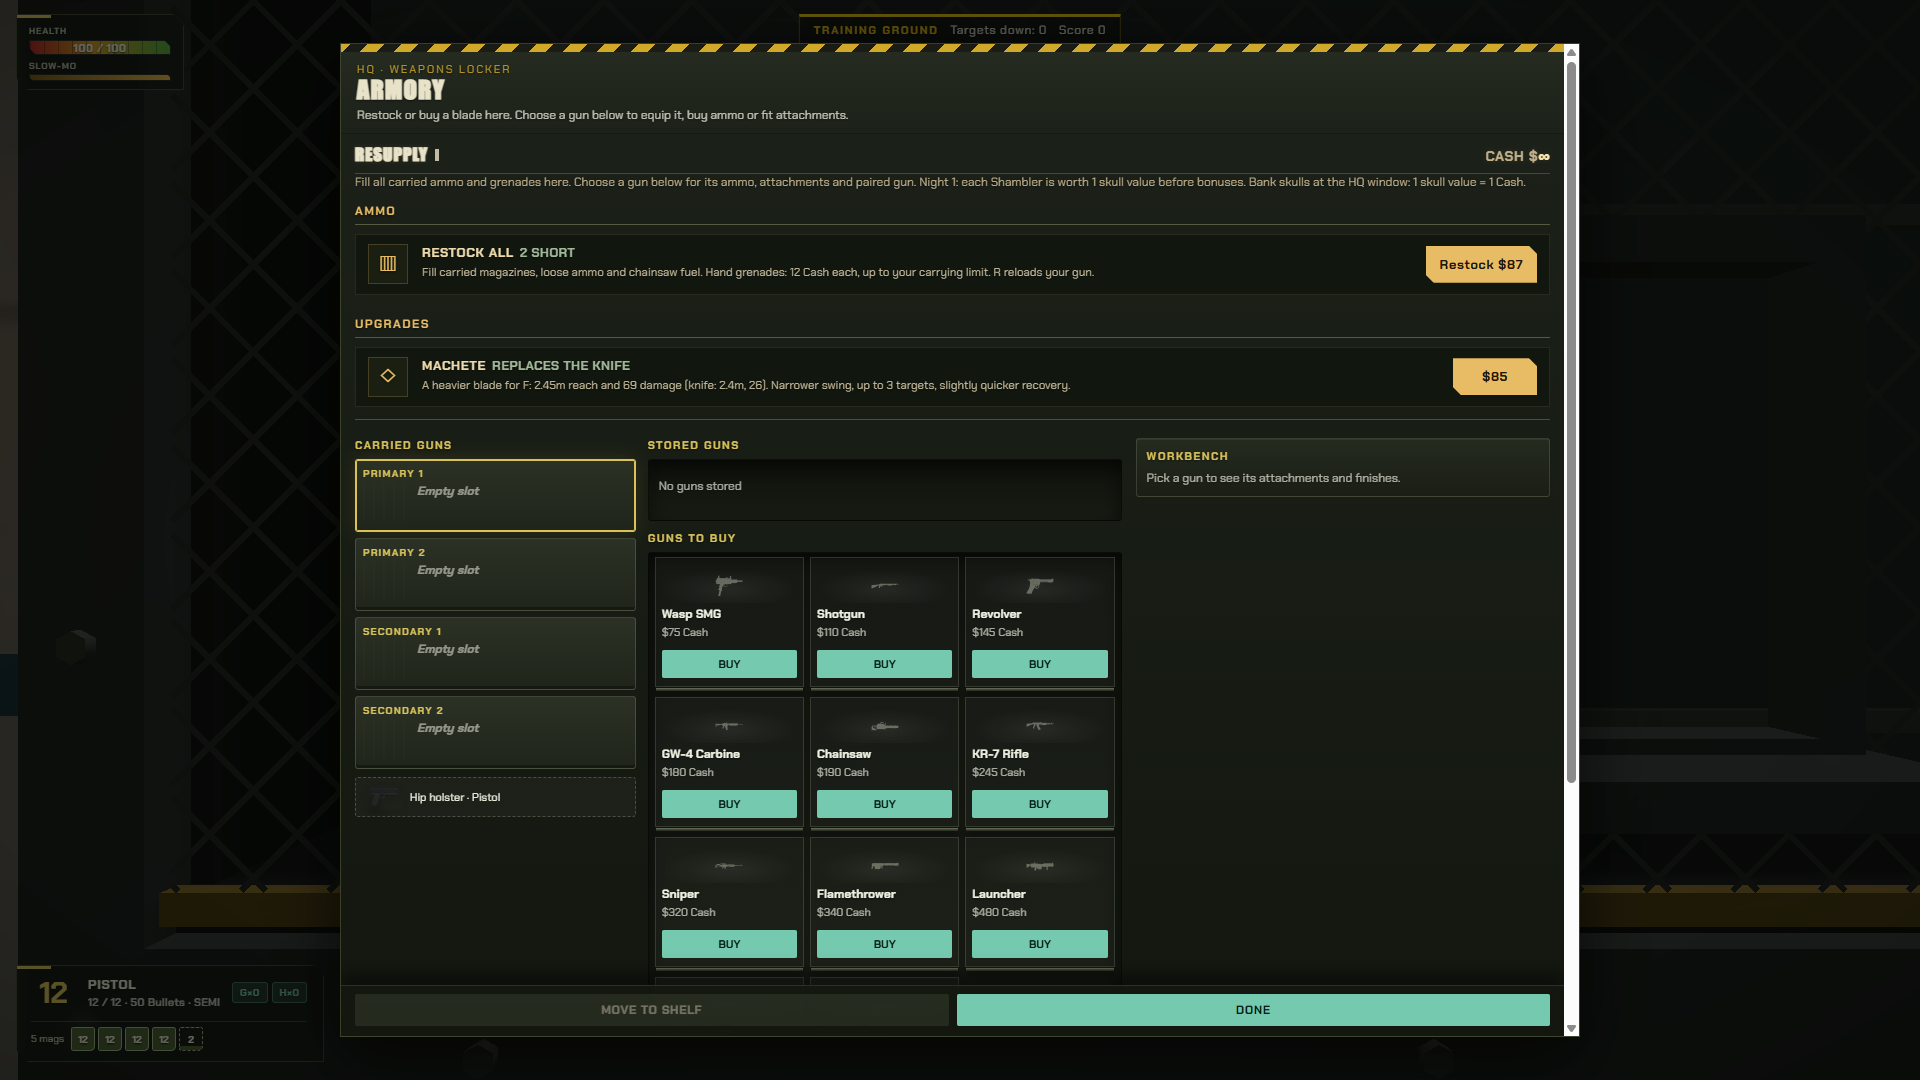 HEALTH
100 / 100
SLOW-MO
TRAINING GROUND Targets down: 0 Score 0
HQ · WEAPONS LOCKER
ARMORY
Restock or buy a blade here. Choose a gun below to equip it, buy ammo or fit attachments.
RESUPPLY I
CASH $∞
Fill all carried ammo and grenades here. Choose a gun below for its ammo, attachments and paired gun. Night 1: each Shambler is worth 1 skull value before bonuses. Bank skulls at the HQ window: 1 skull value = 1 Cash.
AMMO
RESTOCK ALL 2 SHORT
Fill carried magazines, loose ammo and chainsaw fuel. Hand grenades: 12 Cash each, up to your carrying limit. R reloads your gun.
Restock $87
UPGRADES
MACHETE REPLACES THE KNIFE
A heavier blade for F: 2.45m reach and 69 damage (knife: 2.4m, 26). Narrower swing, up to 3 targets, slightly quicker recovery.
$85
CARRIED GUNS
PRIMARY 1
Empty slot
PRIMARY 2
Empty slot
SECONDARY 1
Empty slot
SECONDARY 2
Empty slot
Hip holster · Pistol
STORED GUNS
No guns stored
GUNS TO BUY
Wasp SMG
$75 Cash
BUY
Shotgun
$110 Cash
BUY
Revolver
$145 Cash
BUY
GW-4 Carbine
$180 Cash
BUY
Chainsaw
$190 Cash
BUY
KR-7 Rifle
$245 Cash
BUY
Sniper
$320 Cash
BUY
Flamethrower
$340 Cash
BUY
Launcher
$480 Cash
BUY
WORKBENCH
Pick a gun to see its attachments and finishes.
MOVE TO SHELF
DONE
12
PISTOL
12 / 12 · 50 Bullets · SEMI
G×0 H×0
5 mags 12 12 12 12 2